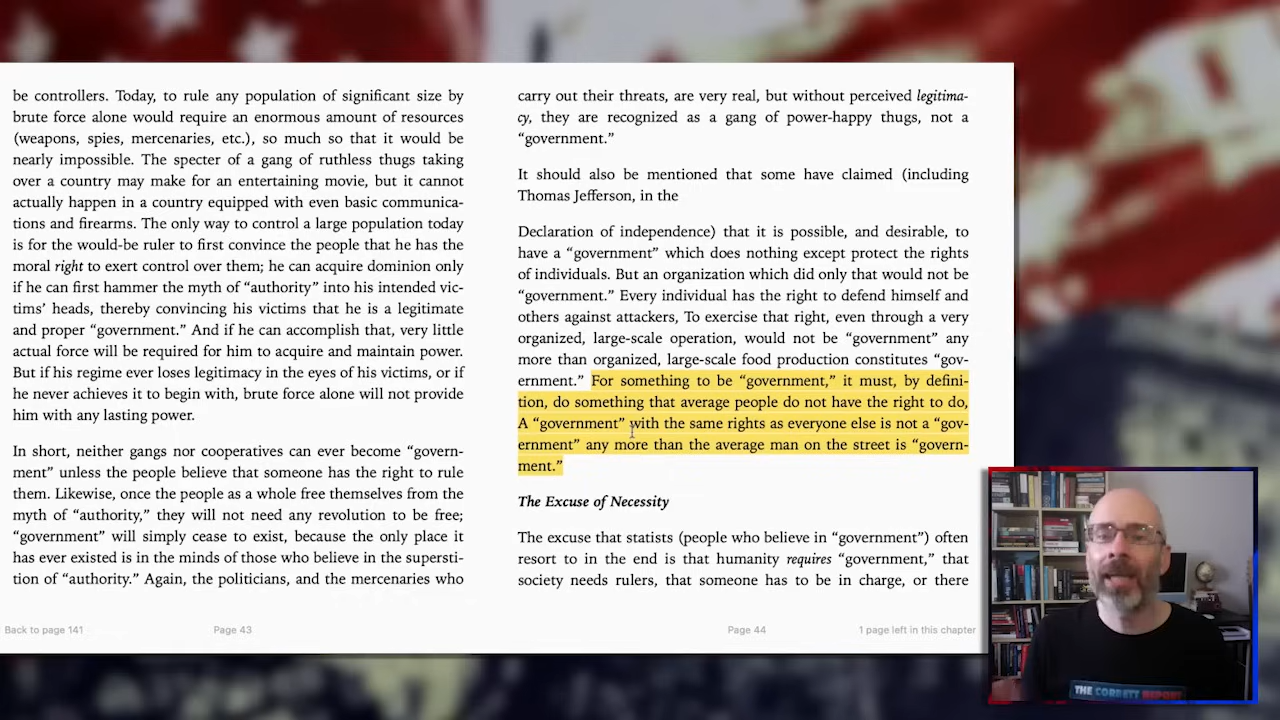 be controllers. Today, to rule any population of significant size by
brute force alone would require an enormous amount of resources
(weapons, spies, mercenaries, etc.), so much so that it would be
nearly impossible. The specter of a gang of ruthless thugs taking
over a country may make for an entertaining movie, but it cannot
actually happen in a country equipped with even basic communica-
tions and firearms. The only way to control a large population today
is for the would-be ruler to first convince the people that he has the
moral right to exert control over them; he can acquire dominion only
if he can first hammer the myth of “authority” into his intended vic-
tims’ heads, thereby convincing his victims that he is a legitimate
and proper “government.” And if he can accomplish that, very little
actual force will be required for him to acquire and maintain power.
But if his regime ever loses legitimacy in the eyes of his victims, or if
he never achieves it to begin with, brute force alone will not provide
him with any lasting power.
In short, neither gangs nor cooperatives can ever become “govern-
ment” unless the people believe that someone has the right to rule
them. Likewise, once the people as a whole free themselves from the
myth of “authority,” they will not need any revolution to be free;
“government” will simply cease to exist, because the only place it
has ever existed is in the minds of those who believe in the supersti-
tion of “authority.” Again, the politicians, and the mercenaries who
Back to page 141
Page 43
carry out their threats, are very real, but without perceived legitima-
cy, they are recognized as a gang of power-happy thugs, not a
“government.”
It should also be mentioned that some have claimed (including
Thomas Jefferson, in the
Declaration of independence) that it is possible, and desirable, to
have a “government” which does nothing except protect the rights
of individuals. But an organization which did only that would not be
“government.” Every individual has the right to defend himself and
others against attackers, To exercise that right, even through a very
organized, large-scale operation, would not be “government” any
more than organized, large-scale food production constitutes “gov-
ernment.” For something to be “government,” it must, by defini-
tion, do something that average people do not have the right to do,
A “government” with the same rights as everyone else is not a “gov-
ernment” any more than the average man on the street is “govern-
ment.”
The Excuse of Necessity
The excuse that statists (people who believe in “government”) often
resort to in the end is that humanity requires “government,” that
society needs rulers, that someone has to be in charge, or there
Page 44
1 page left in this chapter
THE CORBETT REPORT